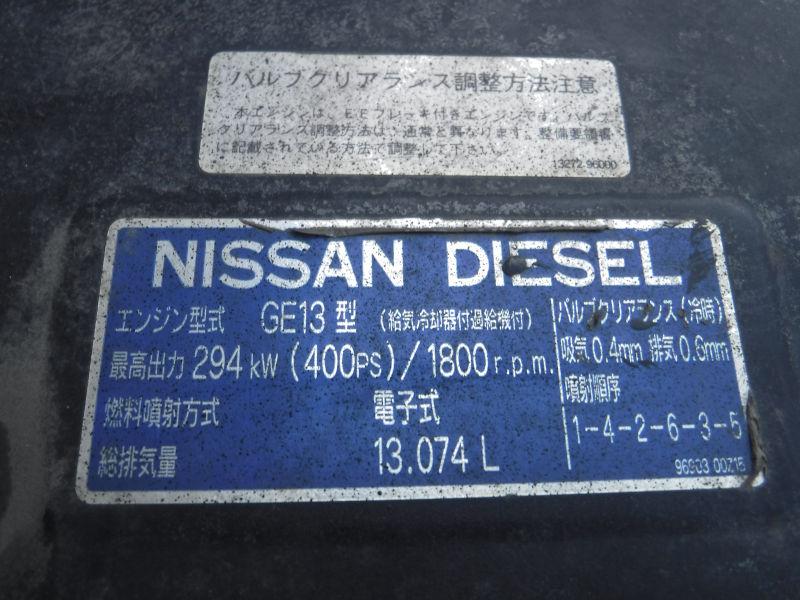 バルブクリアランス調整方法注意
本エンジンは、EEブレーキ付きエンジンです。バルブ
クリアランス調整方法は、通常と異なります。整備要領書
に記載されている方法で調整して下さい。
13272-96000
NISSAN DIESEL
エンジン型式 GE13型 (給気冷却器付過給機付)
最高出力 294 kW (400PS)/1800 r.p.m.
燃料噴射方式 電子式
総排気量 13.074 L
バルブクリアランス(冷時)
吸気 0.4mm 排気 0.6mm
噴射順序
1-4-2-6-3-5
96903 00Z15